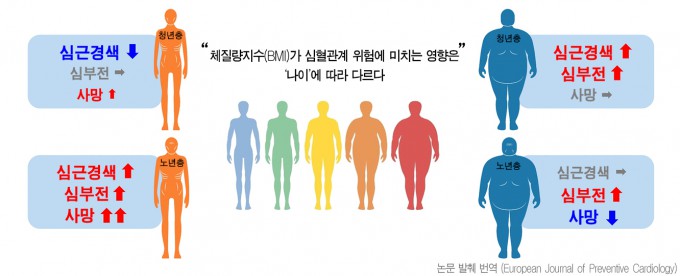 청년층
심근경색 ⬇
심부전 ➡
사망 ⬆
“체질량지수(BMI)가 심혈관계 위험에 미치는 영향은
‘나이’에 따라 다르다”
청년층
심근경색 ⬆
심부전 ⬆
사망 ➡
노년층
심근경색 ⬆
심부전 ⬆
사망 ⬆⬆
노년층
심근경색 ➡
심부전 ⬆
사망 ⬇
논문 발췌 번역 (European Journal of Preventive Cardiology)